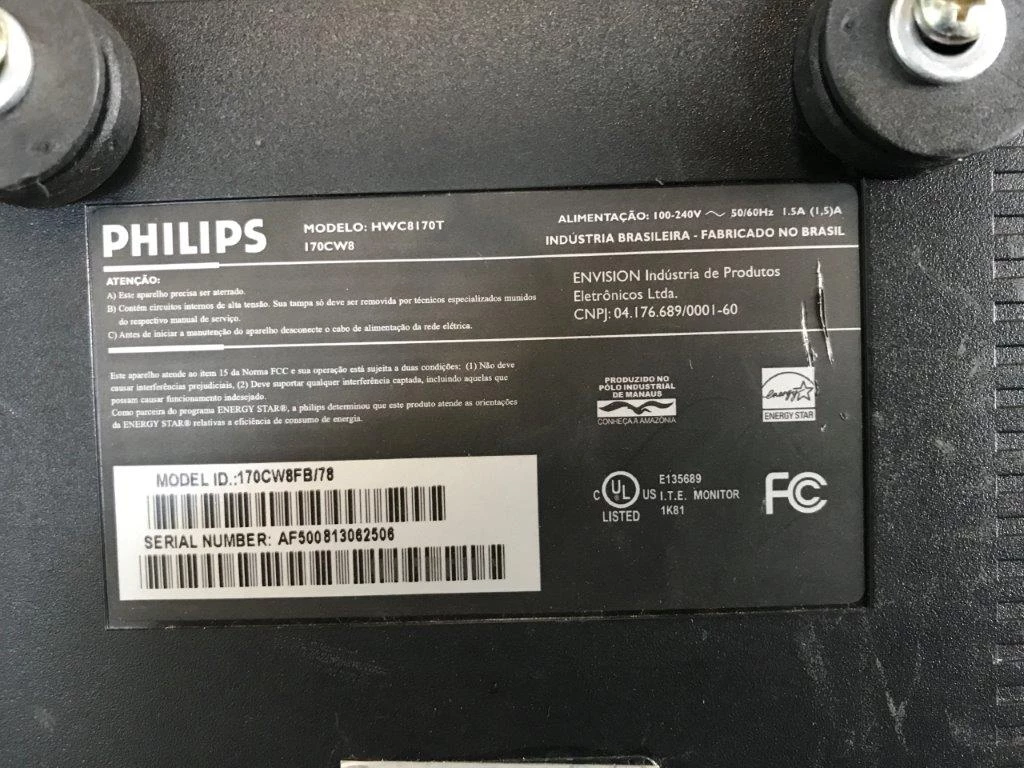 PHILIPS
MODELO: HWC8170T
170CW8
ALIMENTAÇÃO: 100-240V ~ 50/60Hz 1.5A (1,5)A
INDÚSTRIA BRASILEIRA - FABRICADO NO BRASIL
ATENÇÃO:
A) Este aparelho precisa ser aterrado.
B) Contém circuitos internos de alta tensão. Sua tampa só deve ser removida por técnicos especializados munidos
do respectivo manual de serviço.
C) Antes de iniciar a manutenção do aparelho desconecte o cabo de alimentação da rede elétrica.
ENVISION Indústria de Produtos
Eletrônicos Ltda.
CNPJ: 04.176.689/0001-60
Este aparelho atende ao item 15 da Norma FCC e sua operação está sujeita a duas condições: (1) Não deve
causar interferências prejudiciais, (2) Deve suportar qualquer interferência captada, incluindo aquelas que
possam causar funcionamento indesejado.
Como parceira do programa ENERGY STAR®, a philips determinou que este produto atende as orientações
da ENERGY STAR® relativas a eficiência de consumo de energia.
PRODUZIDO NO
PÓLO INDUSTRIAL
DE MANAUS
CONHEÇA A AMAZÔNIA
energy
ENERGY STAR
MODEL ID.:170CW8FB/78
SERIAL NUMBER: AF500813062506
C UL US
LISTED
E135689
I.T.E. MONITOR
1K81
FC